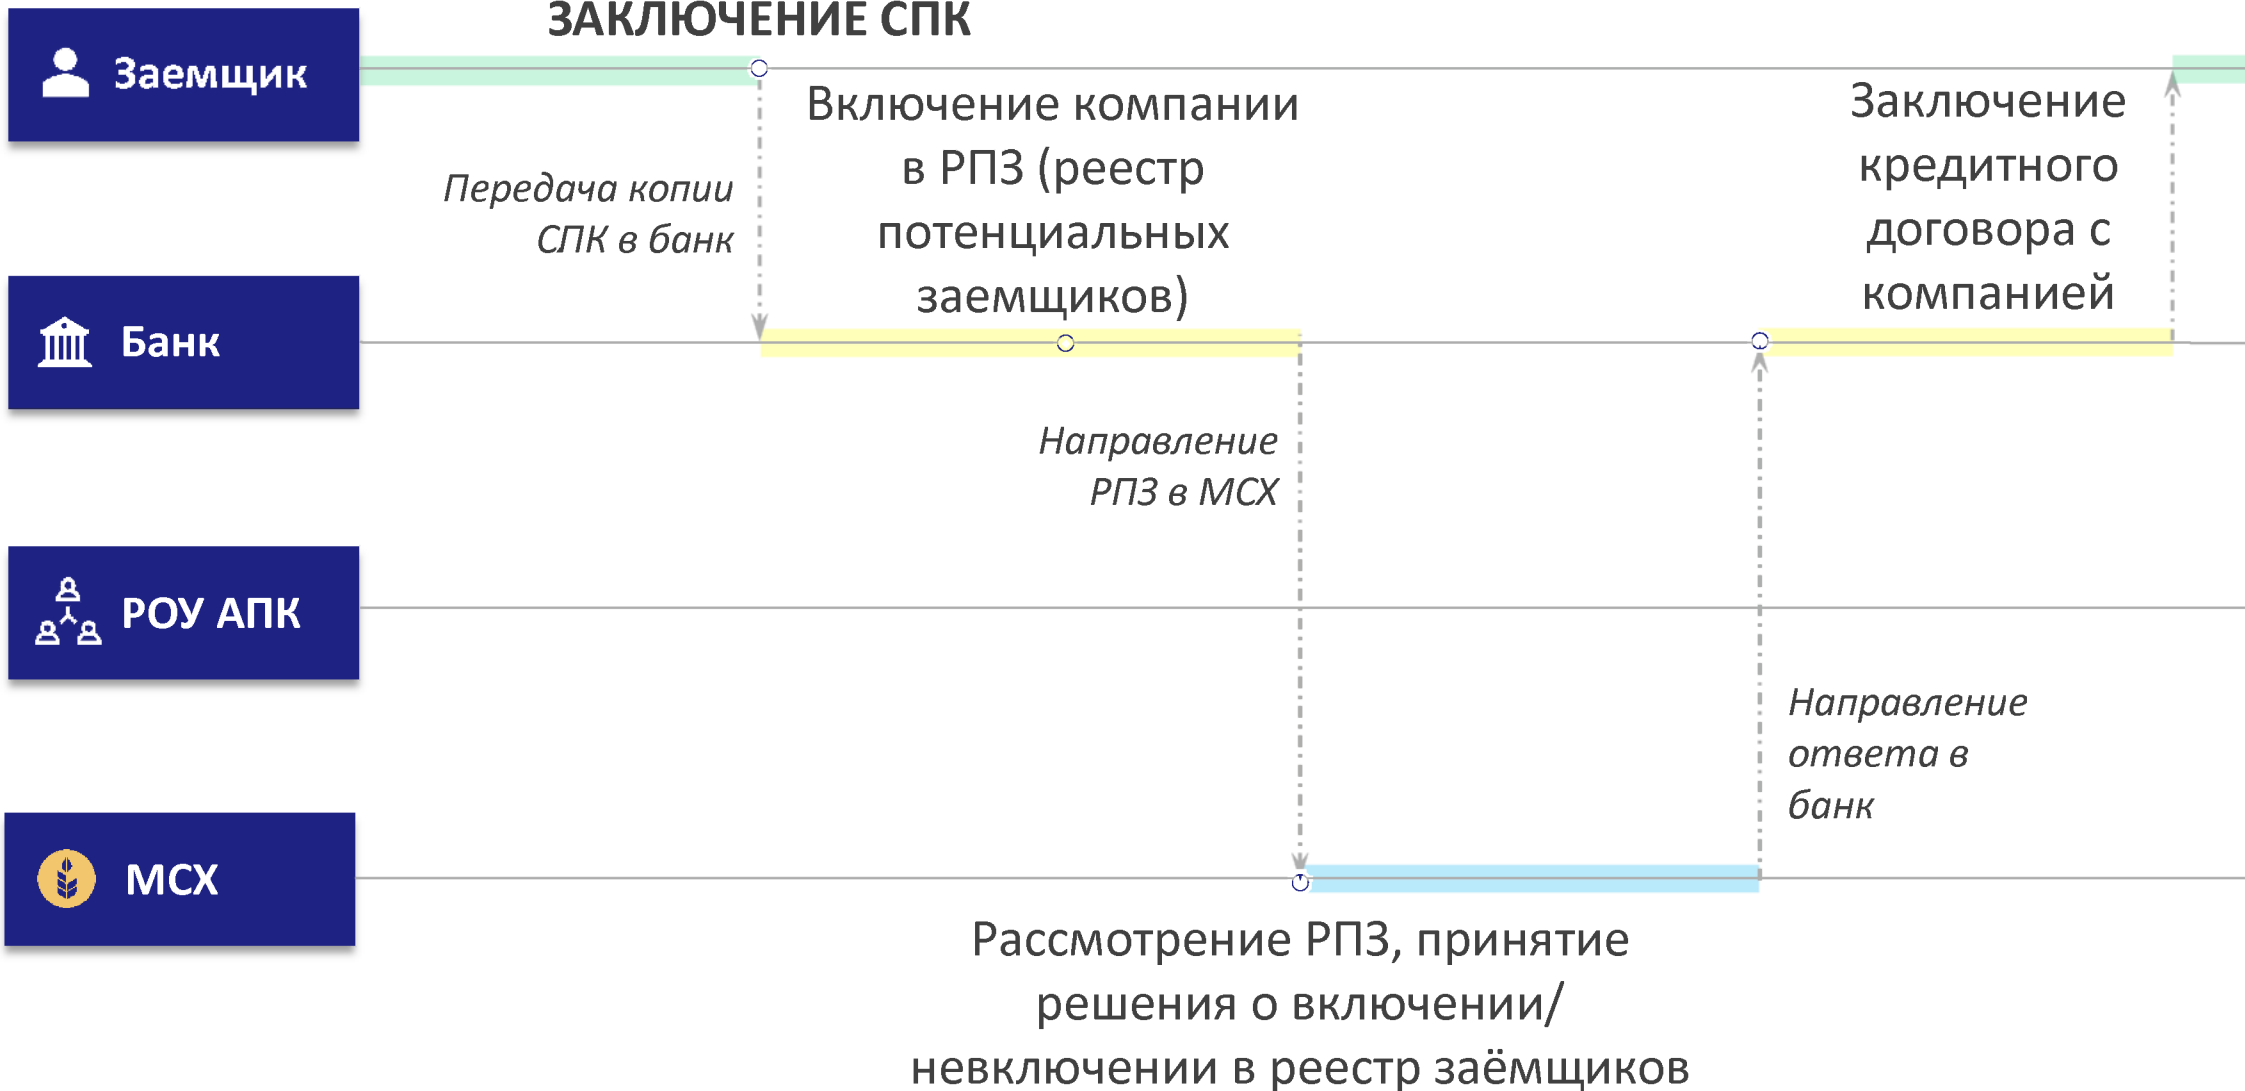 ЗАКЛЮЧЕНИЕ СПК
Заемщик
Включение компании
в РПЗ (реестр
потенциальных
заемщиков)
Заключение
кредитного
договора с
компанией
Передача копии
СПК в банк
Банк
Направление
РПЗ в МСХ
РОУ АПК
Направление
ответа в
банк
МСХ
Рассмотрение РПЗ, принятие
решения о включении/
невключении в реестр заёмщиков